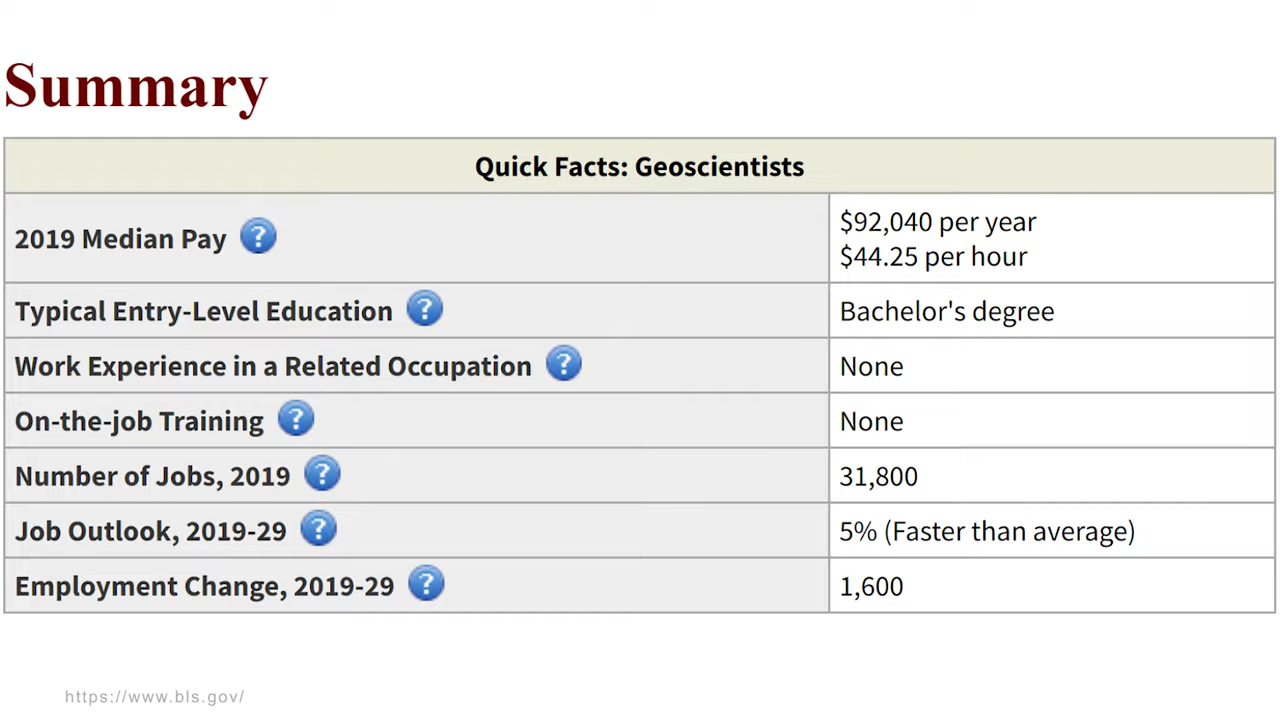 Summary
Quick Facts: Geoscientists
2019 Median Pay ?
$92,040 per year
$44.25 per hour
Typical Entry-Level Education ?
Bachelor's degree
Work Experience in a Related Occupation ?
None
On-the-job Training ?
None
Number of Jobs, 2019 ?
31,800
Job Outlook, 2019-29 ?
5% (Faster than average)
Employment Change, 2019-29 ?
1,600
https://www.bls.gov/